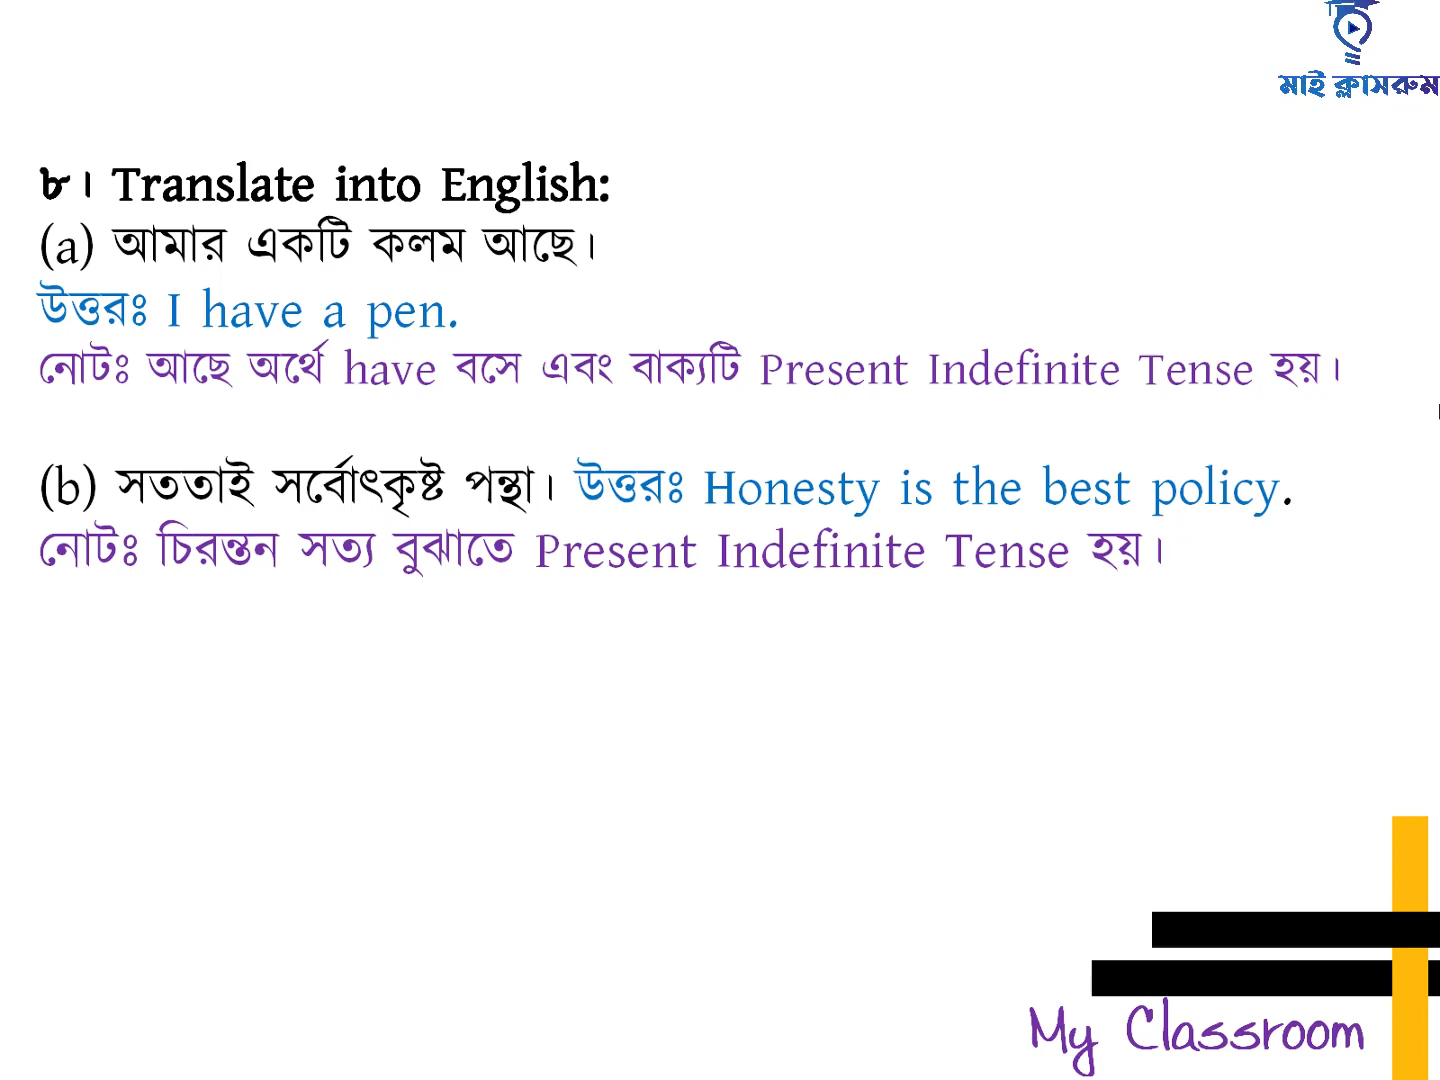 মাই ক্লাসরুম
৮। Translate into English:
(a) আমার একটি কলম আছে।
উত্তরঃ I have a pen.
নোটঃ আছে অর্থে have বসে এবং বাক্যটি Present Indefinite Tense হয়।
(b) সততাই সর্বোৎকৃষ্ট পন্থা। উত্তরঃ Honesty is the best policy.
নোটঃ চিরন্তন সত্য বুঝাতে Present Indefinite Tense হয়।
My Classroom